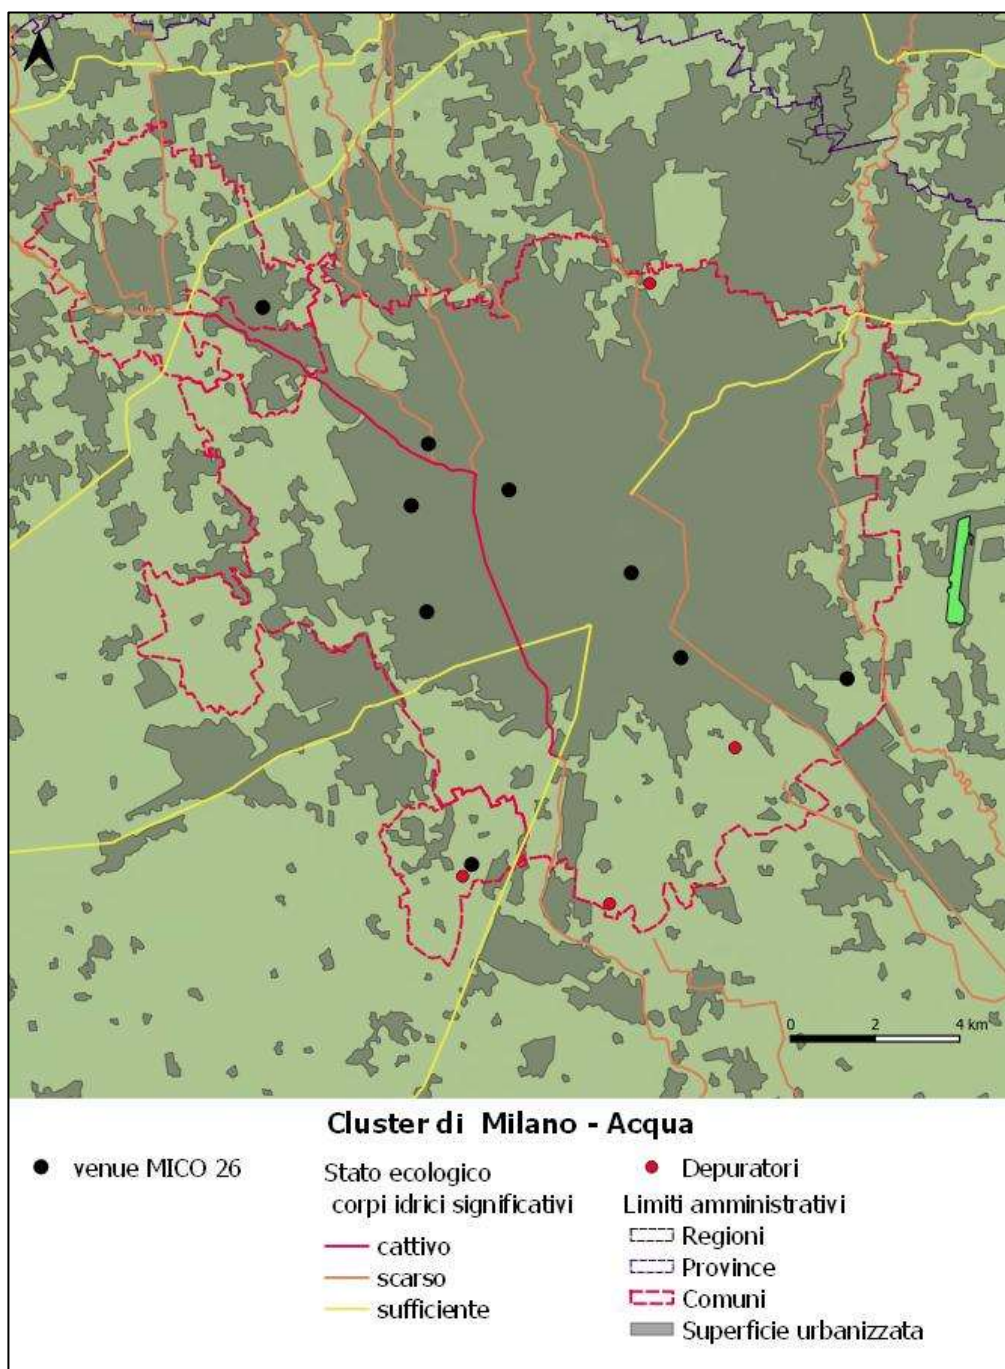 0 2 4 km
Cluster di Milano - Acqua
venue MICO 26
Stato ecologico
corpi idrici significativi
cattivo
scarso
sufficiente
Depuratori
Limiti amministrativi
Regioni
Province
Comuni
Superficie urbanizzata